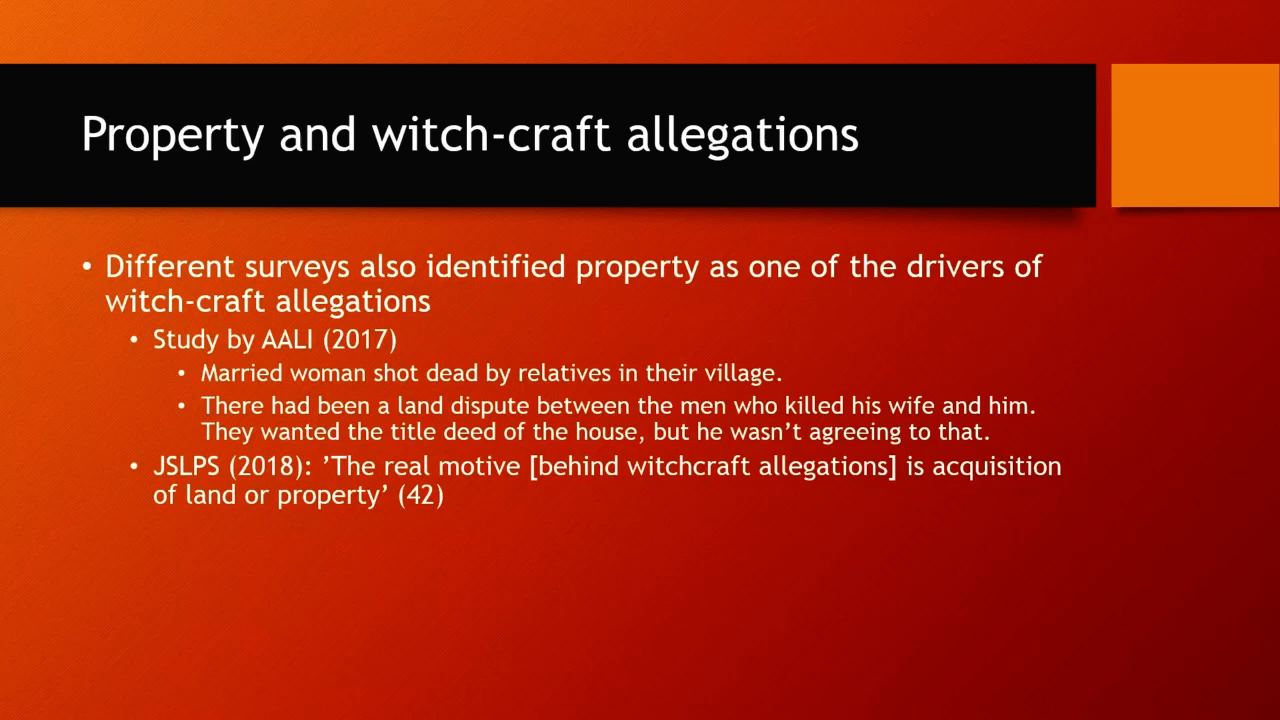 Property and witch-craft allegations
• Different surveys also identified property as one of the drivers of
witch-craft allegations
• Study by AALI (2017)
• Married woman shot dead by relatives in their village.
• There had been a land dispute between the men who killed his wife and him.
They wanted the title deed of the house, but he wasn’t agreeing to that.
• JSLPS (2018): ’The real motive [behind witchcraft allegations] is acquisition
of land or property’ (42)